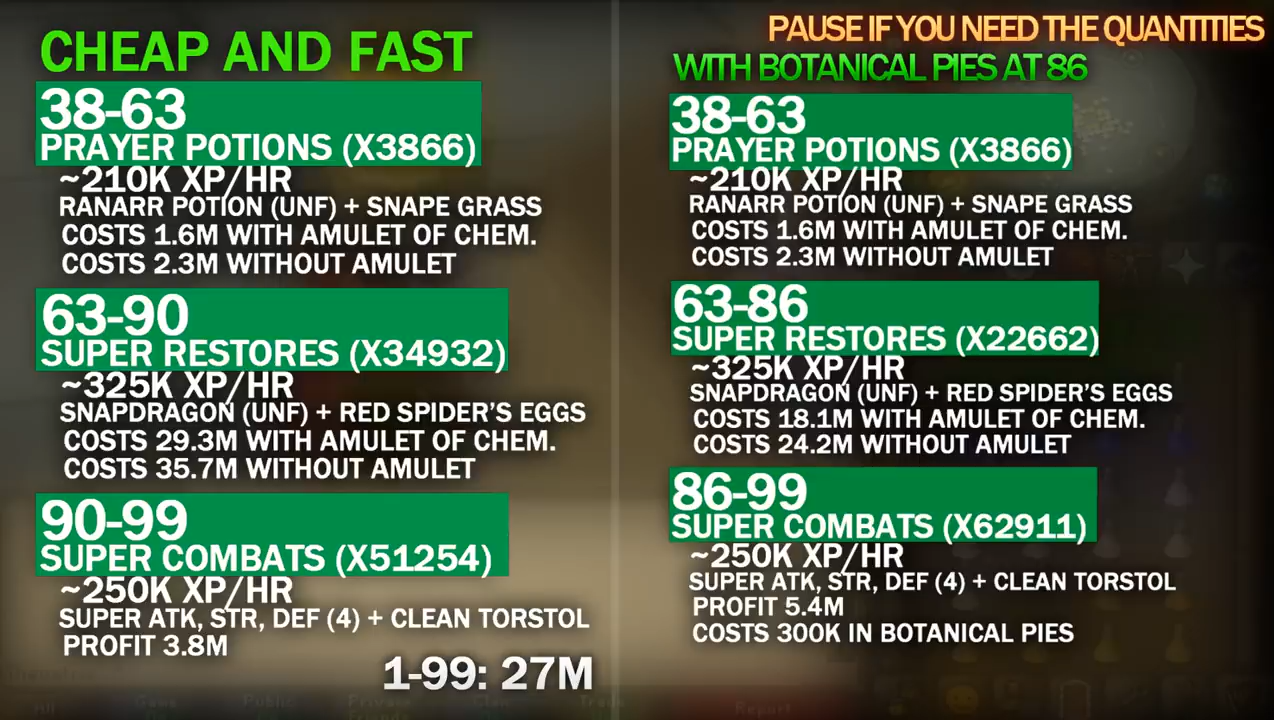 CHEAP AND FAST
38-63
PRAYER POTIONS (X3866)
~210K XP/HR
RANARR POTION (UNF) + SNAPE GRASS
COSTS 1.6M WITH AMULET OF CHEM.
COSTS 2.3M WITHOUT AMULET
63-90
SUPER RESTORES (X34932)
~325K XP/HR
SNAPDRAGON (UNF) + RED SPIDER'S EGGS
COSTS 29.3M WITH AMULET OF CHEM.
COSTS 35.7M WITHOUT AMULET
90-99
SUPER COMBATS (X51254)
~250K XP/HR
SUPER ATK, STR, DEF (4) + CLEAN TORSTOL
PROFIT 3.8M
1-99: 27M
PAUSE IF YOU NEED THE QUANTITIES
WITH BOTANICAL PIES AT 86
38-63
PRAYER POTIONS (X3866)
~210K XP/HR
RANARR POTION (UNF) + SNAPE GRASS
COSTS 1.6M WITH AMULET OF CHEM.
COSTS 2.3M WITHOUT AMULET
63-86
SUPER RESTORES (X22662)
~325K XP/HR
SNAPDRAGON (UNF) + RED SPIDER'S EGGS
COSTS 18.1M WITH AMULET OF CHEM.
COSTS 24.2M WITHOUT AMULET
86-99
SUPER COMBATS (X62911)
~250K XP/HR
SUPER ATK, STR, DEF (4) + CLEAN TORSTOL
PROFIT 5.4M
COSTS 300K IN BOTANICAL PIES
All Game Public Private Clan Trade Report